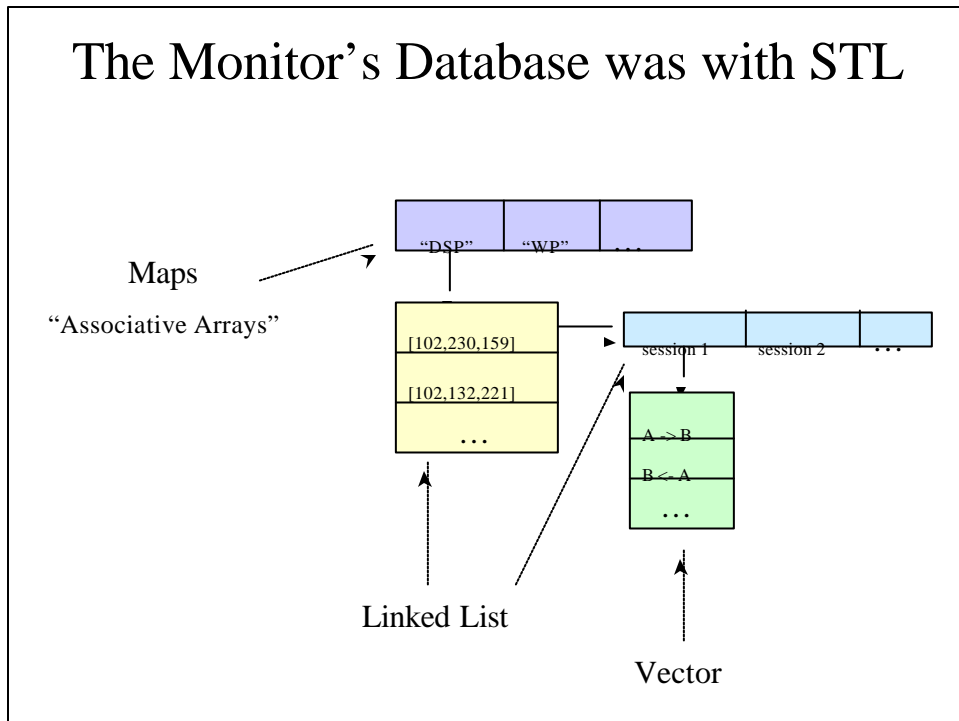 The Monitor’s Database was with STL
“DSP” “WP” ...
Maps
“Associative Arrays”
[102,230,159]
[102,132,221]
...
session 1 session 2 ...
A -> B
B <- A
...
Linked List
Vector